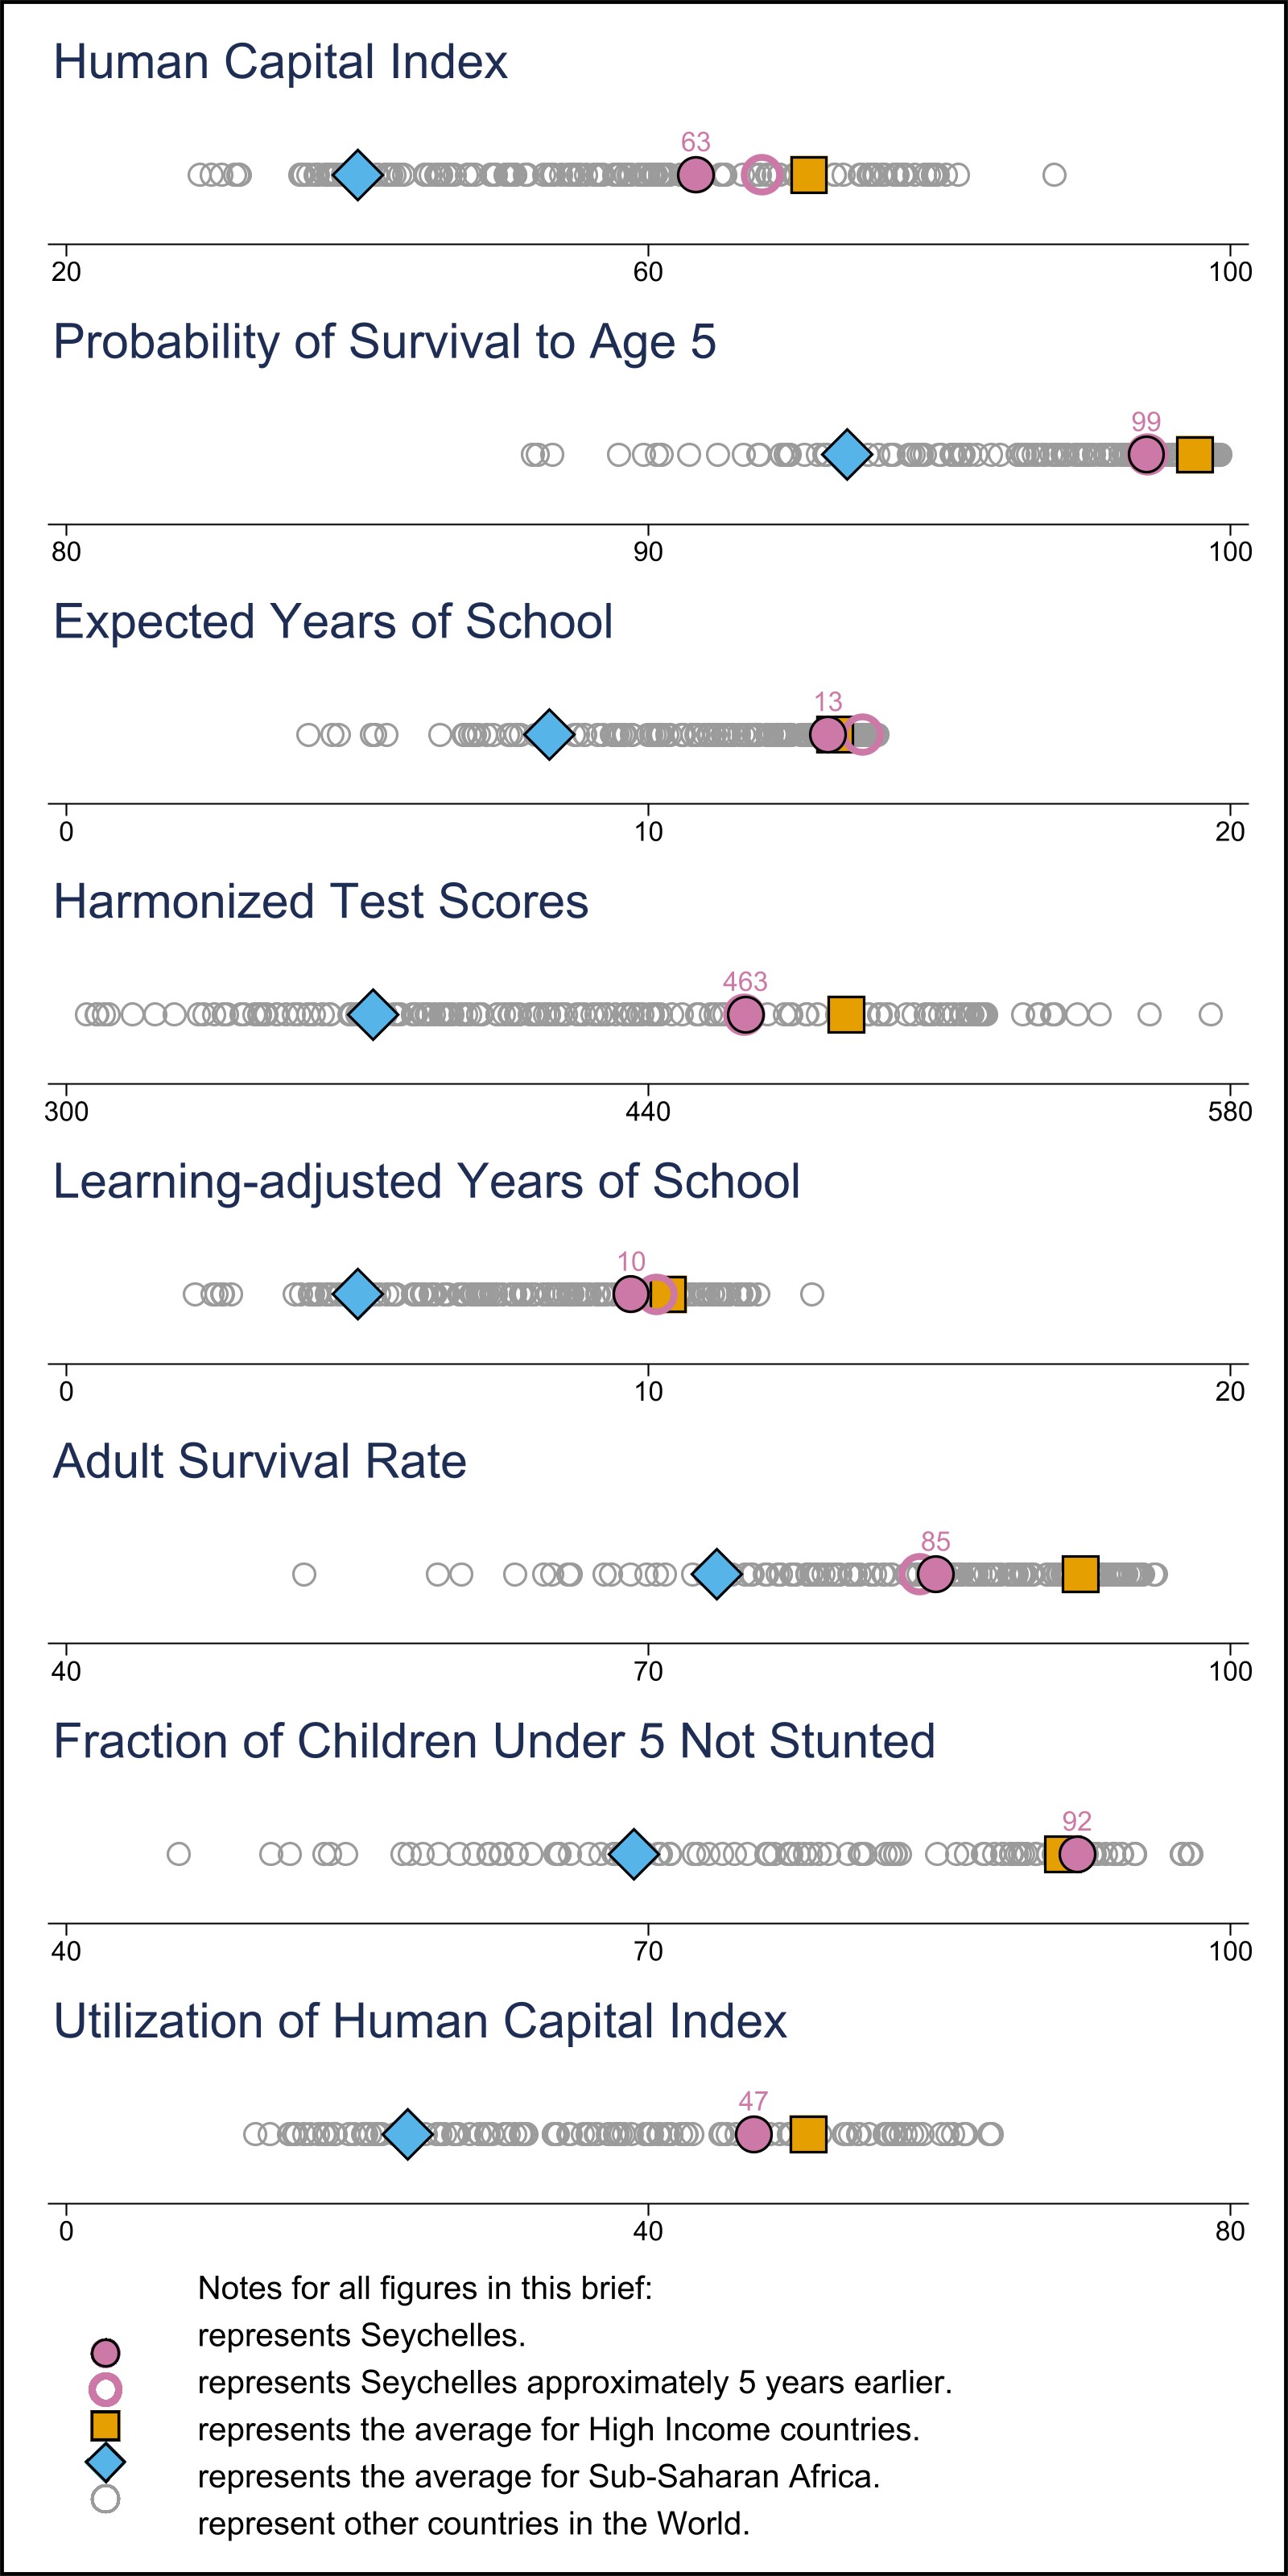 Human Capital Index
63
20 60 100
Probability of Survival to Age 5
99
80 90 100
Expected Years of School
13
0 10 20
Harmonized Test Scores
463
300 440 580
Learning-adjusted Years of School
10
0 10 20
Adult Survival Rate
85
40 70 100
Fraction of Children Under 5 Not Stunted
92
40 70 100
Utilization of Human Capital Index
47
0 40 80
Notes for all figures in this brief:
represents Seychelles.
represents Seychelles approximately 5 years earlier.
represents the average for High Income countries.
represents the average for Sub-Saharan Africa.
represent other countries in the World.